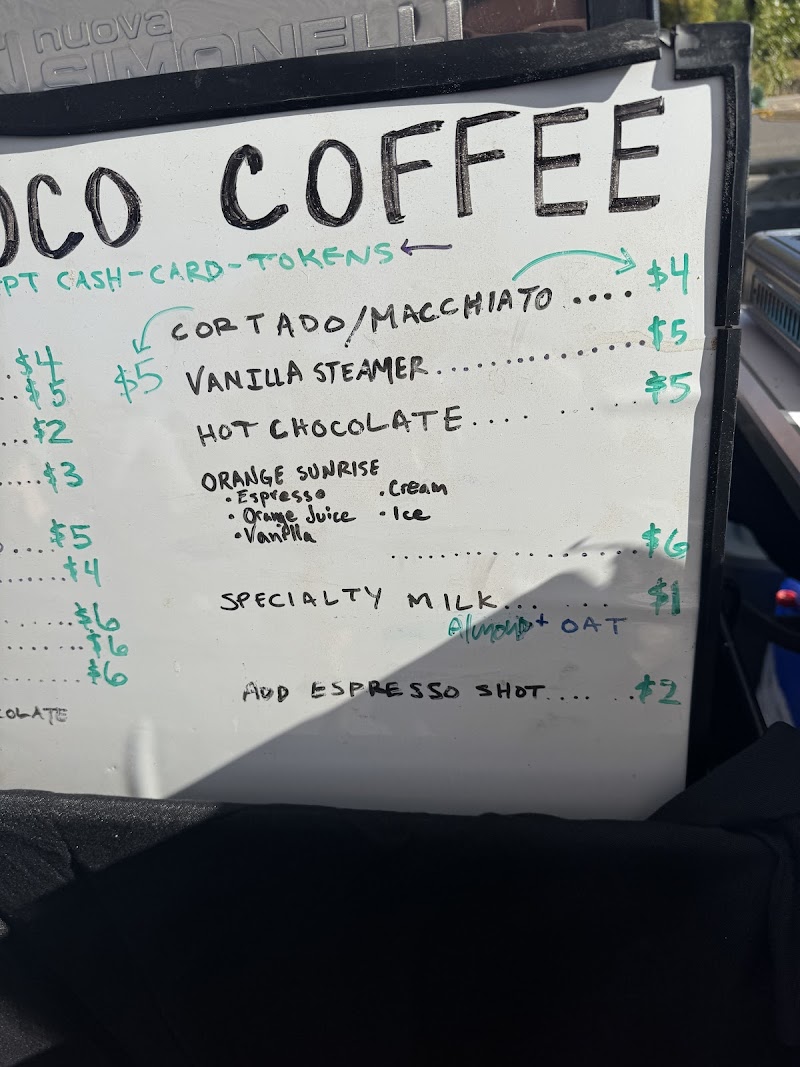 nuova
SIMONELLI
OCO COFFEE
PT CASH-CARD-TOKENS
CORTADO/MACCHIATO .... $4
$5
VANILLA STEAMER.............. $5
HOT CHOCOLATE.... ....... $5
ORANGE SUNRISE
• Espresso • Cream
• Orange Juice • Ice
• Vanilla
..................... $6
SPECIALTY MILK... ... $1
Almond + OAT
ADD ESPRESSO SHOT.... .. $2
. $4
.. $5
... $2
..... $3
.... $5
...... $4
..... $6
...... $6
....... $6
COLATE